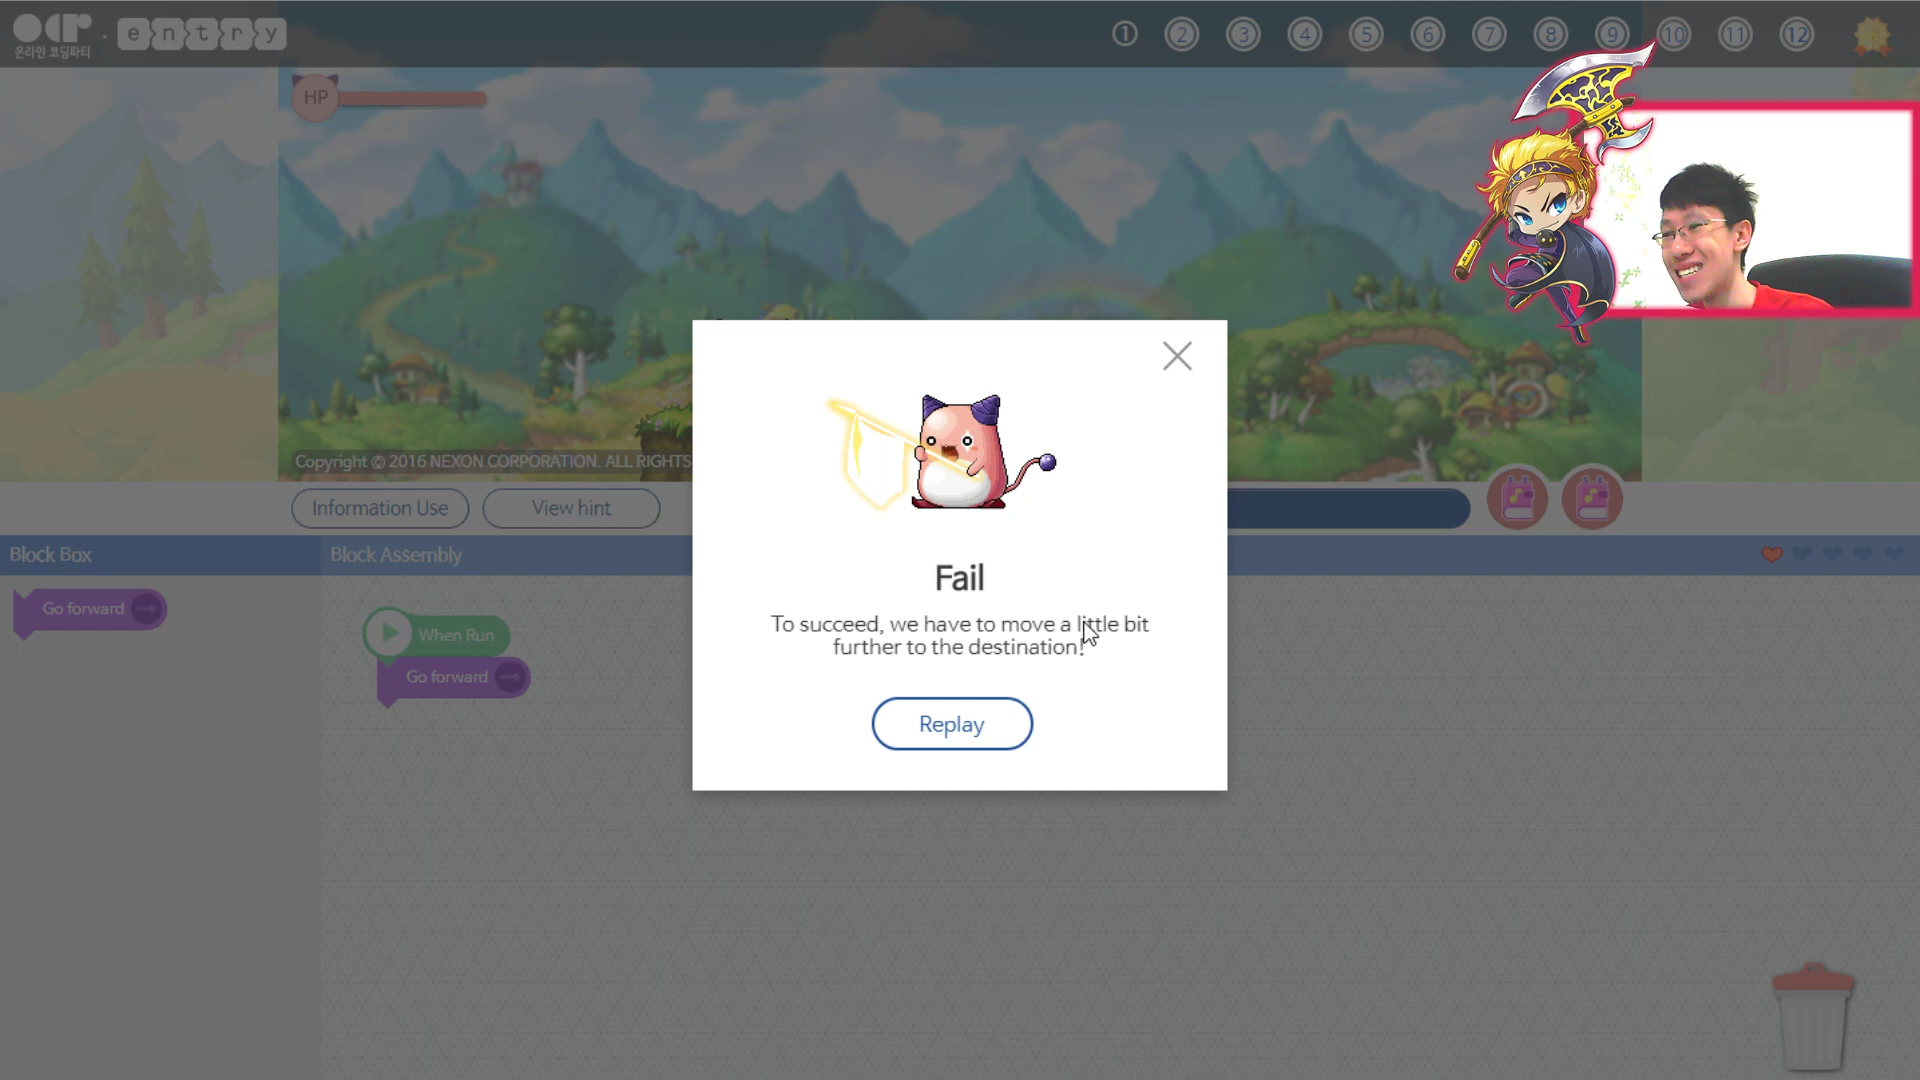 온라인 코딩파티
entry
1 2 3 4 5 6 7 8 9 10 11 12
HP
Copyright © 2016 NEXON CORPORATION. ALL RIGHTS
Information Use
View hint
Block Box
Block Assembly
Go forward
When Run
Go forward
Fail
To succeed, we have to move a little bit
further to the destination!
Replay